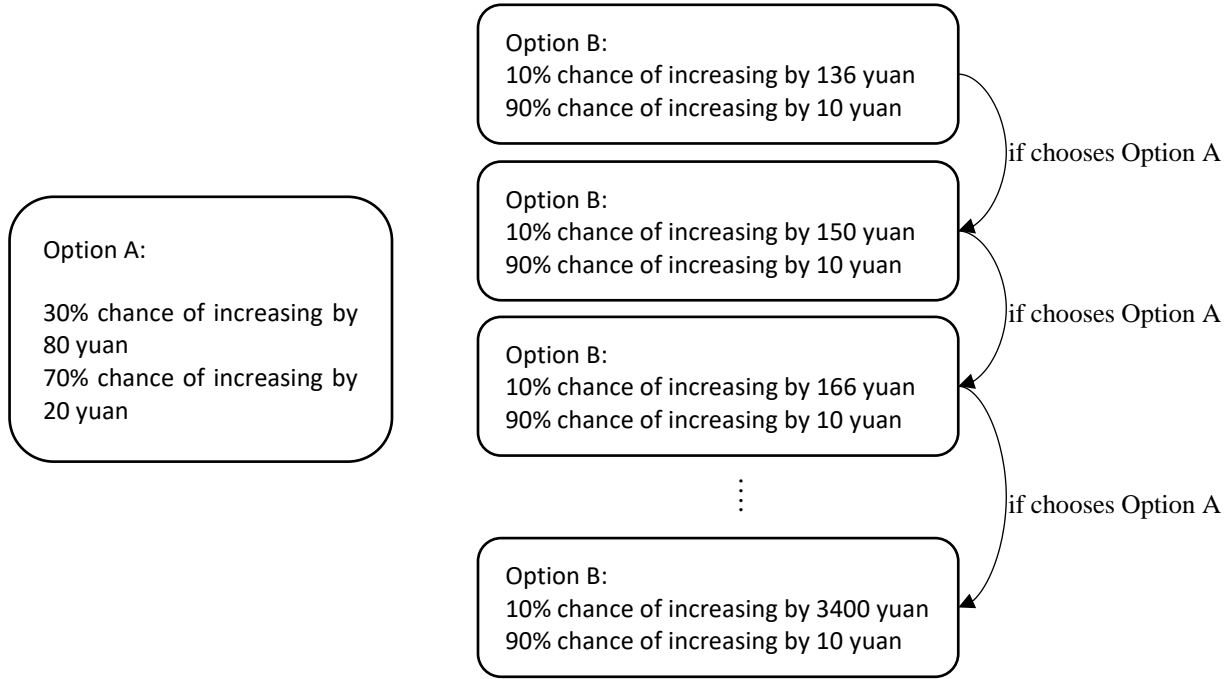 Option A:
30% chance of increasing by
80 yuan
70% chance of increasing by
20 yuan
Option B:
10% chance of increasing by 136 yuan
90% chance of increasing by 10 yuan
if chooses Option A
Option B:
10% chance of increasing by 150 yuan
90% chance of increasing by 10 yuan
if chooses Option A
Option B:
10% chance of increasing by 166 yuan
90% chance of increasing by 10 yuan
if chooses Option A
Option B:
10% chance of increasing by 3400 yuan
90% chance of increasing by 10 yuan